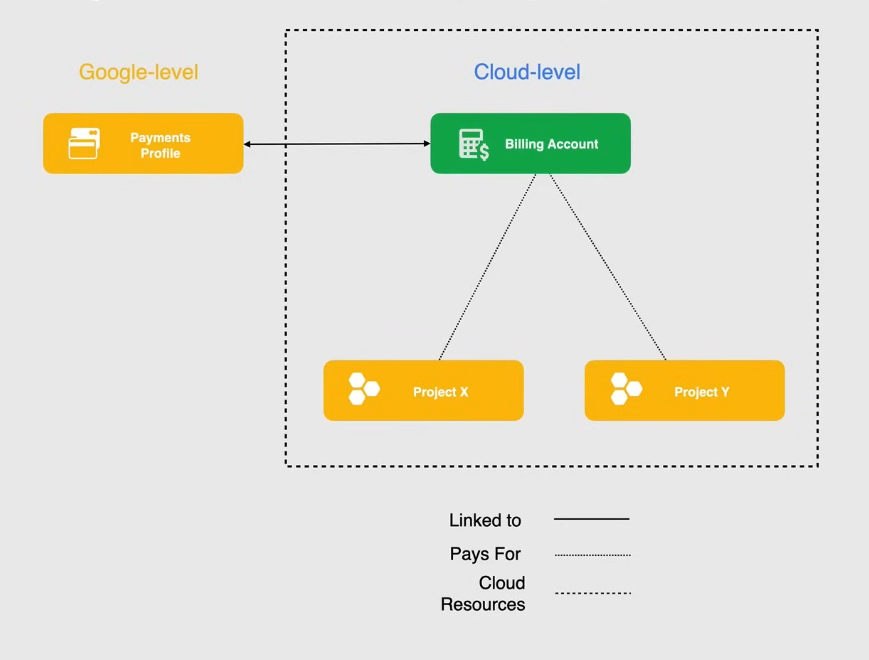 Google-level
Cloud-level
Payments
Profile
Billing Account
Project X
Project Y
Linked to
Pays For
Cloud
Resources